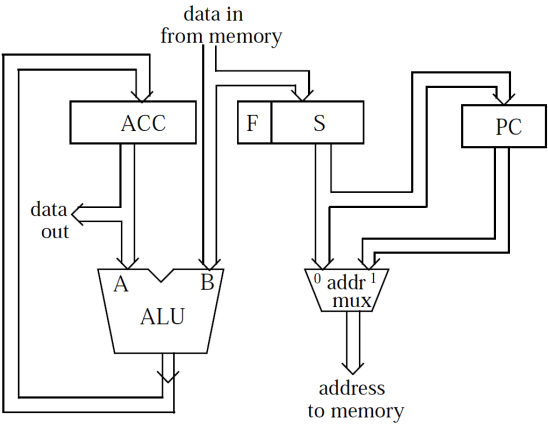 data in
from memory
ACC
F
S
PC
data
out
A
B
ALU
0 addr 1
mux
address
to memory